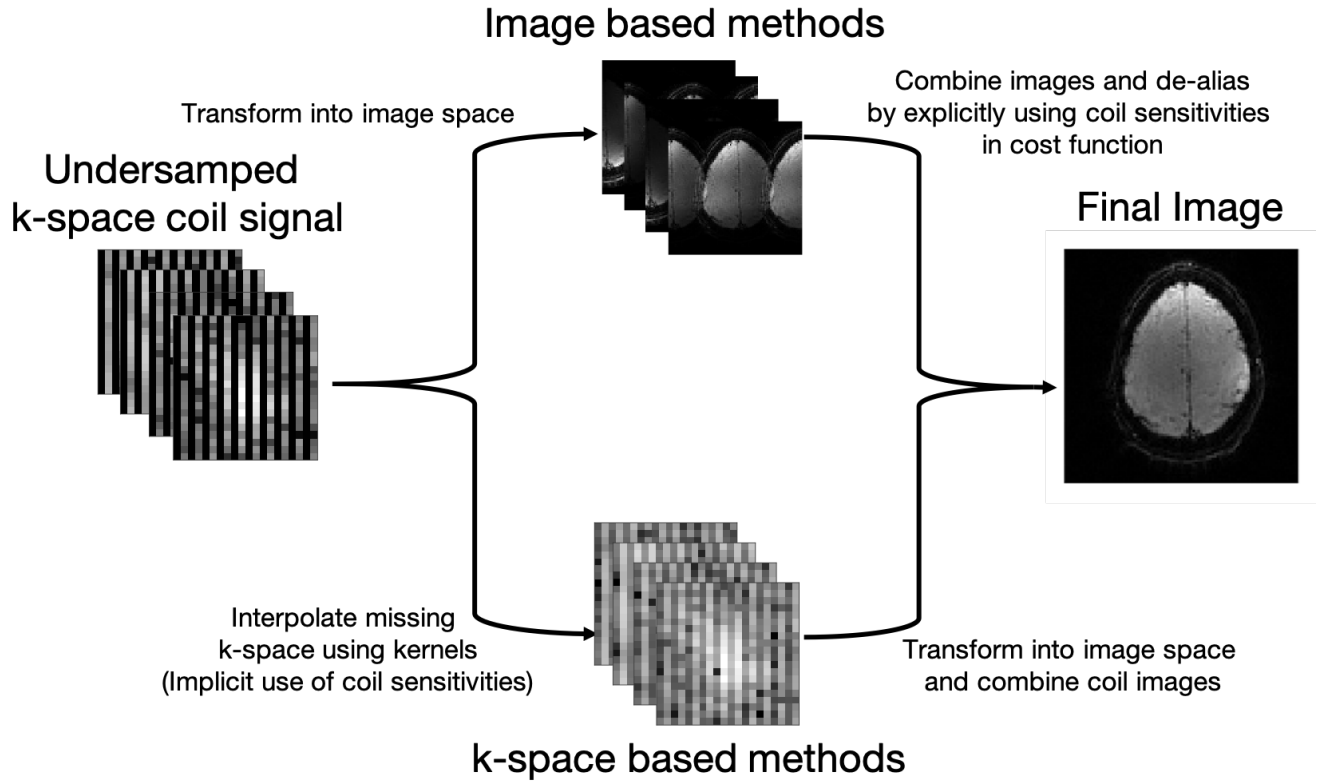 Image based methods
Transform into image space
Combine images and de-alias
by explicitly using coil sensitivities
in cost function
Undersamped
k-space coil signal
Final Image
Interpolate missing
k-space using kernels
(Implicit use of coil sensitivities)
Transform into image space
and combine coil images
k-space based methods